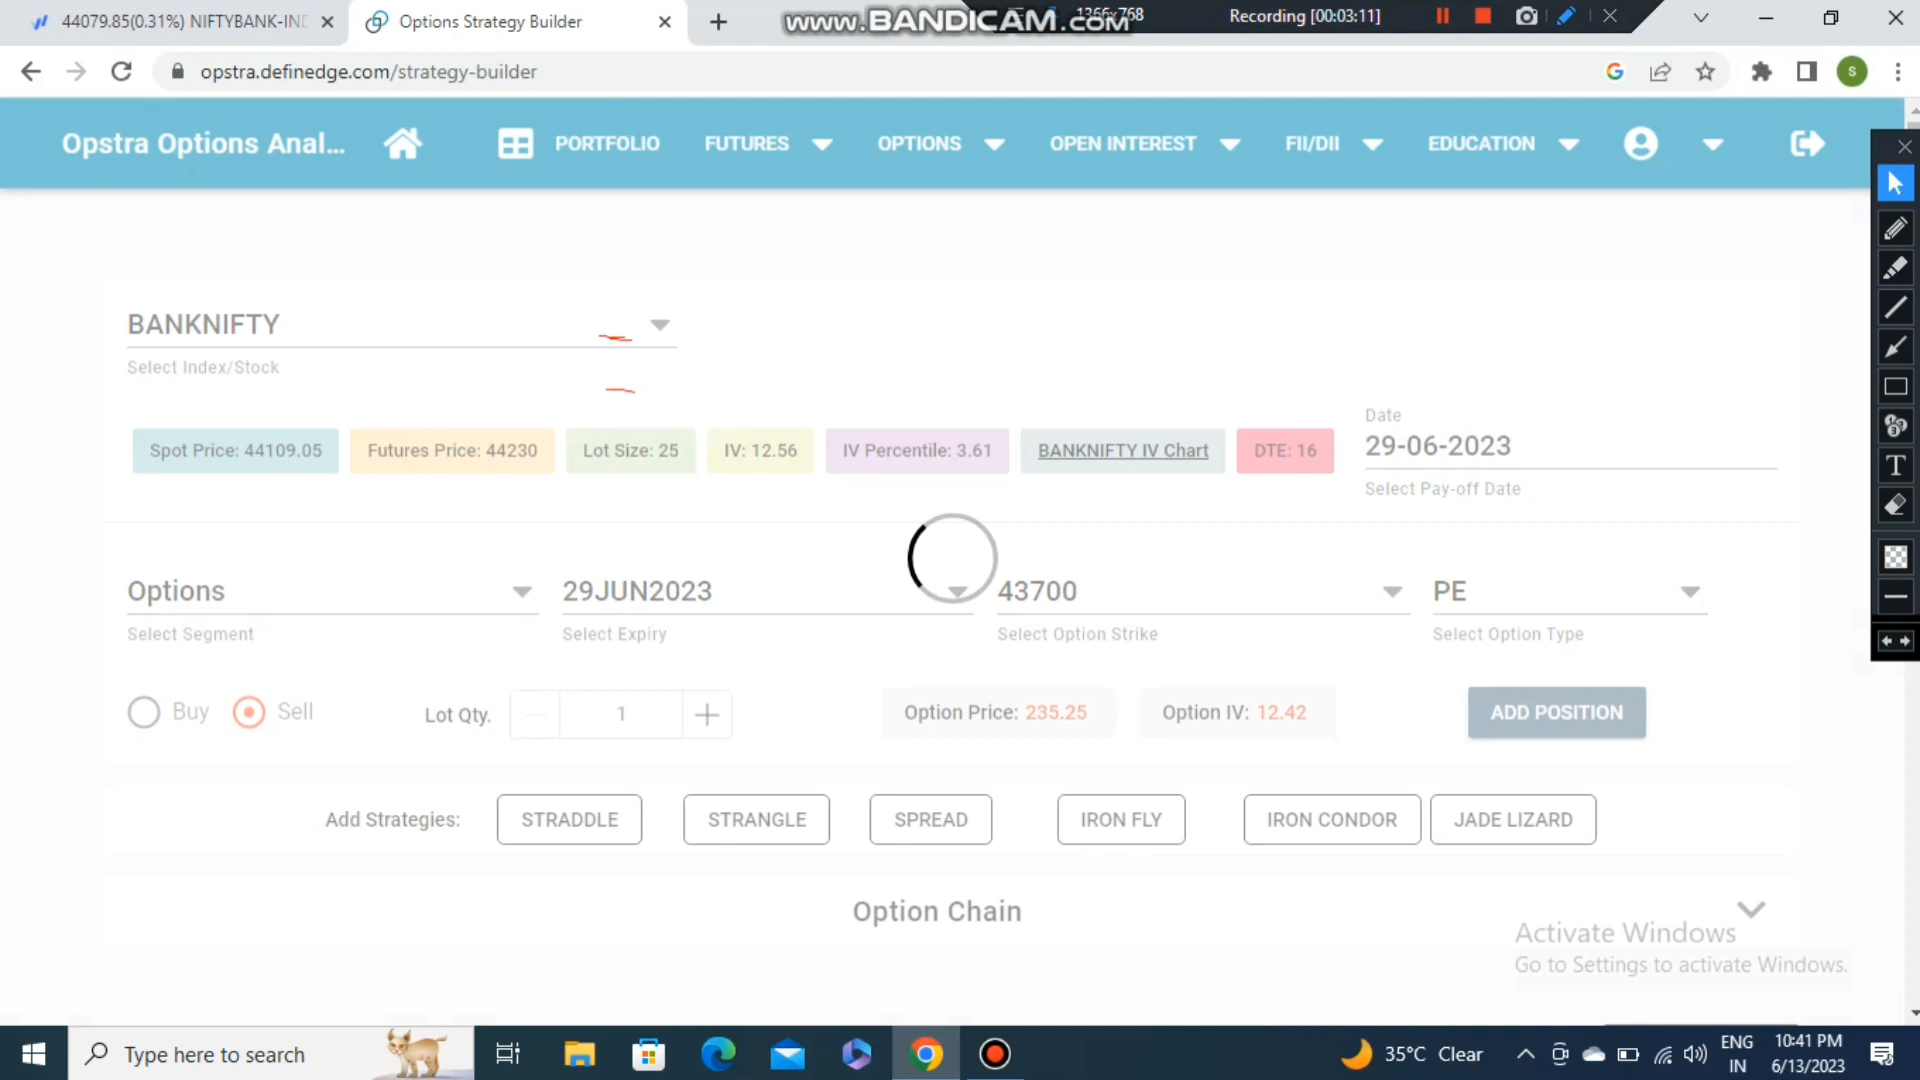 44079.85(0.31%) NIFTYBANK-IND
Options Strategy Builder
www.BANDICAM.com
1366x768
Recording [00:03:11]
opstra.definedge.com/strategy-builder
S
Opstra Options Anal...
PORTFOLIO
FUTURES
OPTIONS
OPEN INTEREST
FII/DII
EDUCATION
BANKNIFTY
Select Index/Stock
Spot Price: 44109.05
Futures Price: 44230
Lot Size: 25
IV: 12.56
IV Percentile: 3.61
BANKNIFTY IV Chart
DTE: 16
Date
29-06-2023
Select Pay-off Date
Options
29JUN2023
43700
PE
Select Segment
Select Expiry
Select Option Strike
Select Option Type
Buy
Sell
Lot Qty.
1
Option Price: 235.25
Option IV: 12.42
ADD POSITION
Add Strategies:
STRADDLE
STRANGLE
SPREAD
IRON FLY
IRON CONDOR
JADE LIZARD
Option Chain
Activate Windows
Go to Settings to activate Windows.
Type here to search
35°C Clear
ENG
IN
10:41 PM
6/13/2023